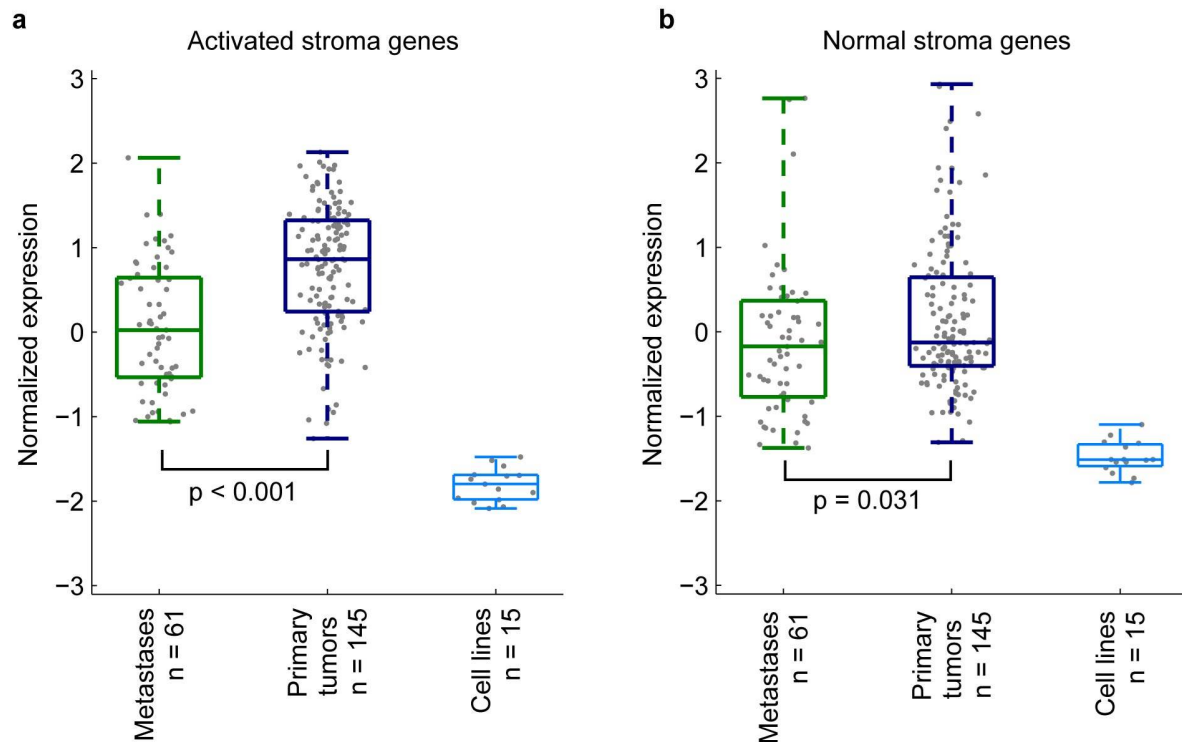 a
Activated stroma genes
Normalized expression
3
2
1
0
−1
−2
−3
p < 0.001
Metastases
n = 61
Primary
tumors
n = 145
Cell lines
n = 15
b
Normal stroma genes
Normalized expression
3
2
1
0
−1
−2
−3
p = 0.031
Metastases
n = 61
Primary
tumors
n = 145
Cell lines
n = 15